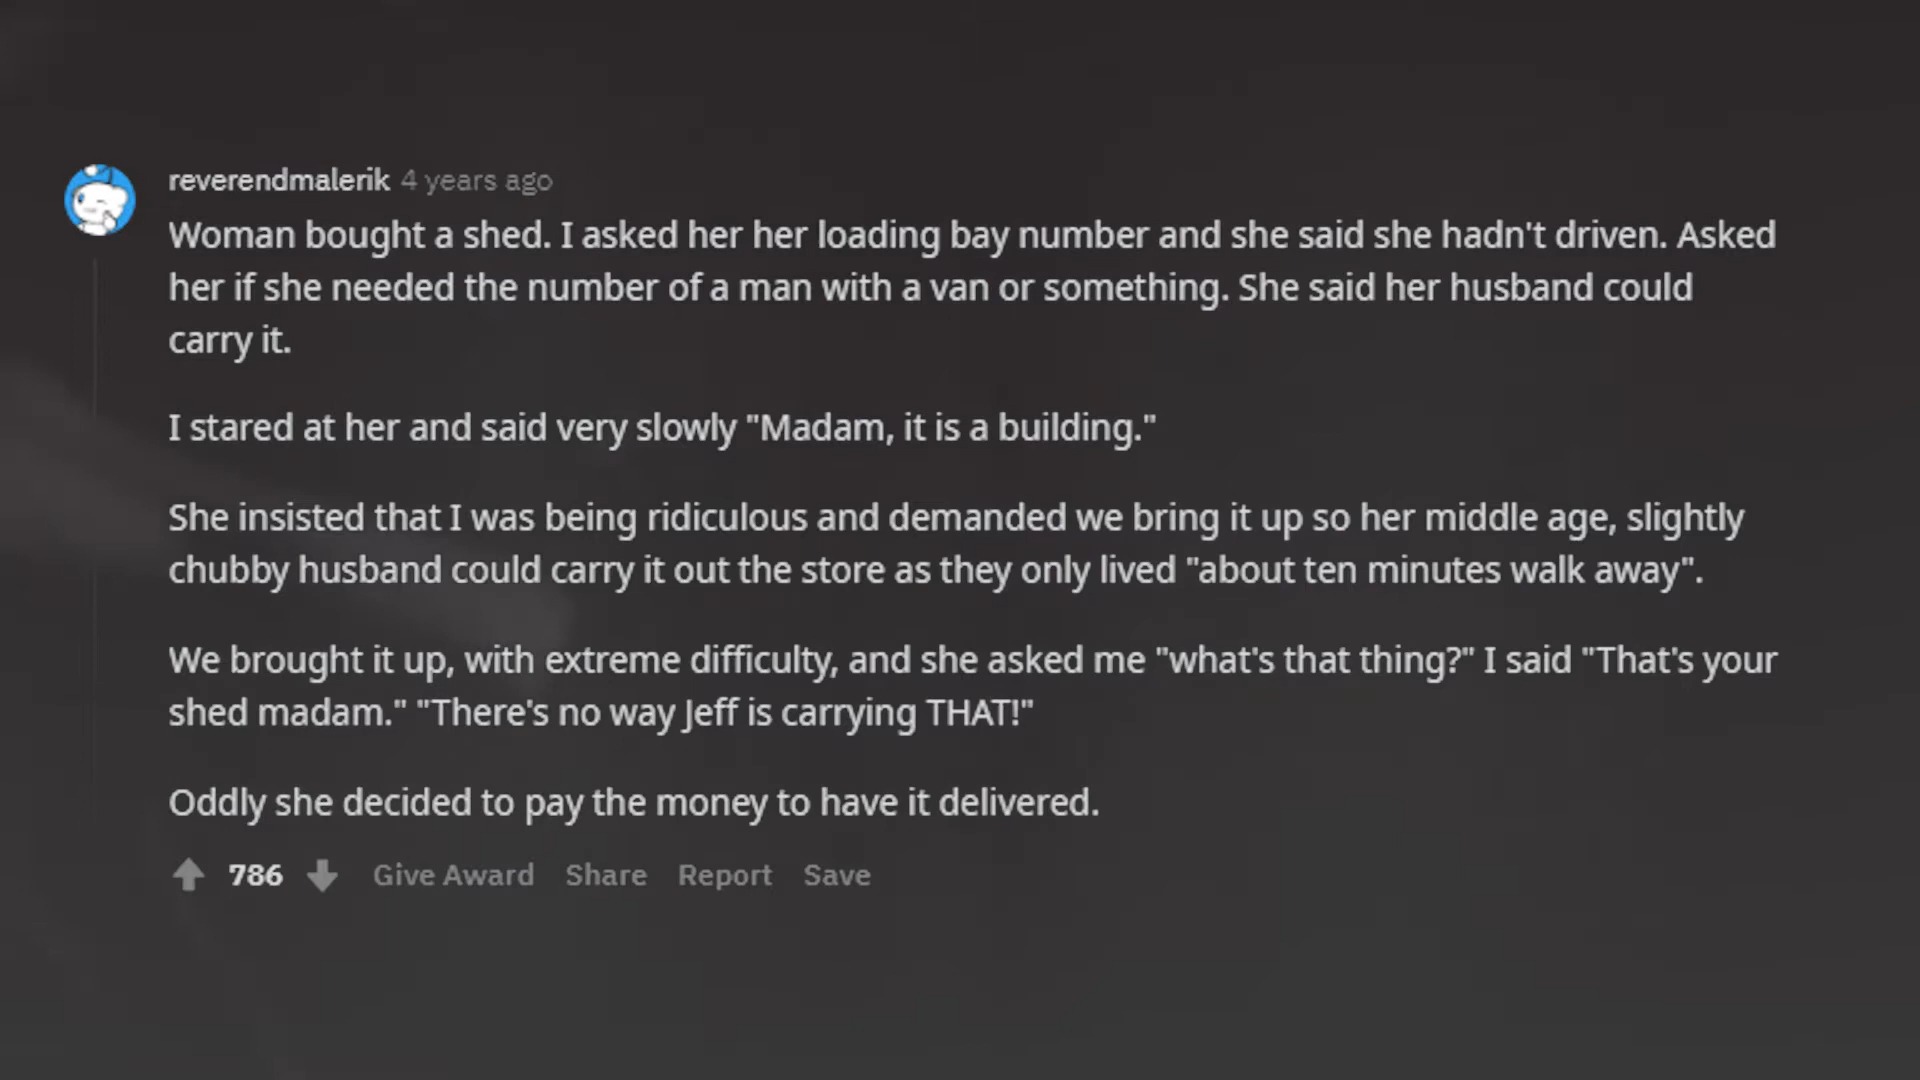 reverendmalerik 4 years ago
Woman bought a shed. I asked her her loading bay number and she said she hadn't driven. Asked
her if she needed the number of a man with a van or something. She said her husband could
carry it.
I stared at her and said very slowly "Madam, it is a building."
She insisted that I was being ridiculous and demanded we bring it up so her middle age, slightly
chubby husband could carry it out the store as they only lived "about ten minutes walk away".
We brought it up, with extreme difficulty, and she asked me "what's that thing?" I said "That's your
shed madam." "There's no way Jeff is carrying THAT!"
Oddly she decided to pay the money to have it delivered.
786 Give Award Share Report Save